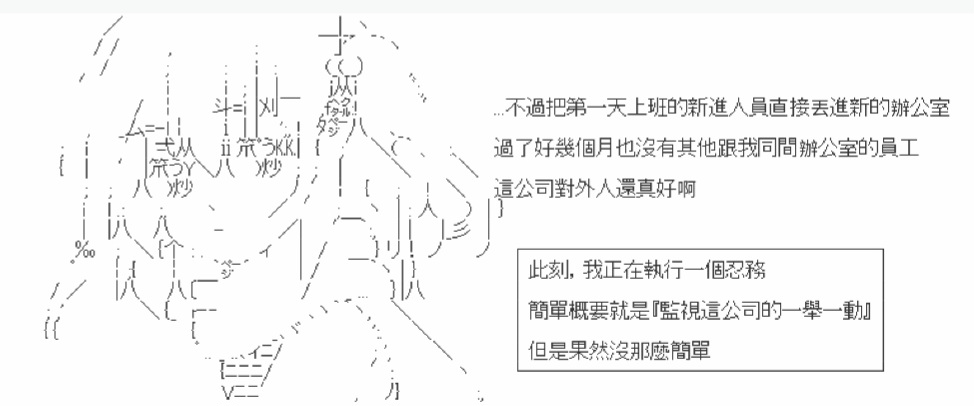 ...不過把第一天上班的新進人員直接丟進新的辦公室
過了好幾個月也沒有其他跟我同間辦公室的員工
這公司對外人還真好啊
此刻, 我正在執行一個忍務
簡單概要就是『監視這公司的一舉一動』
但是果然沒那麼簡單